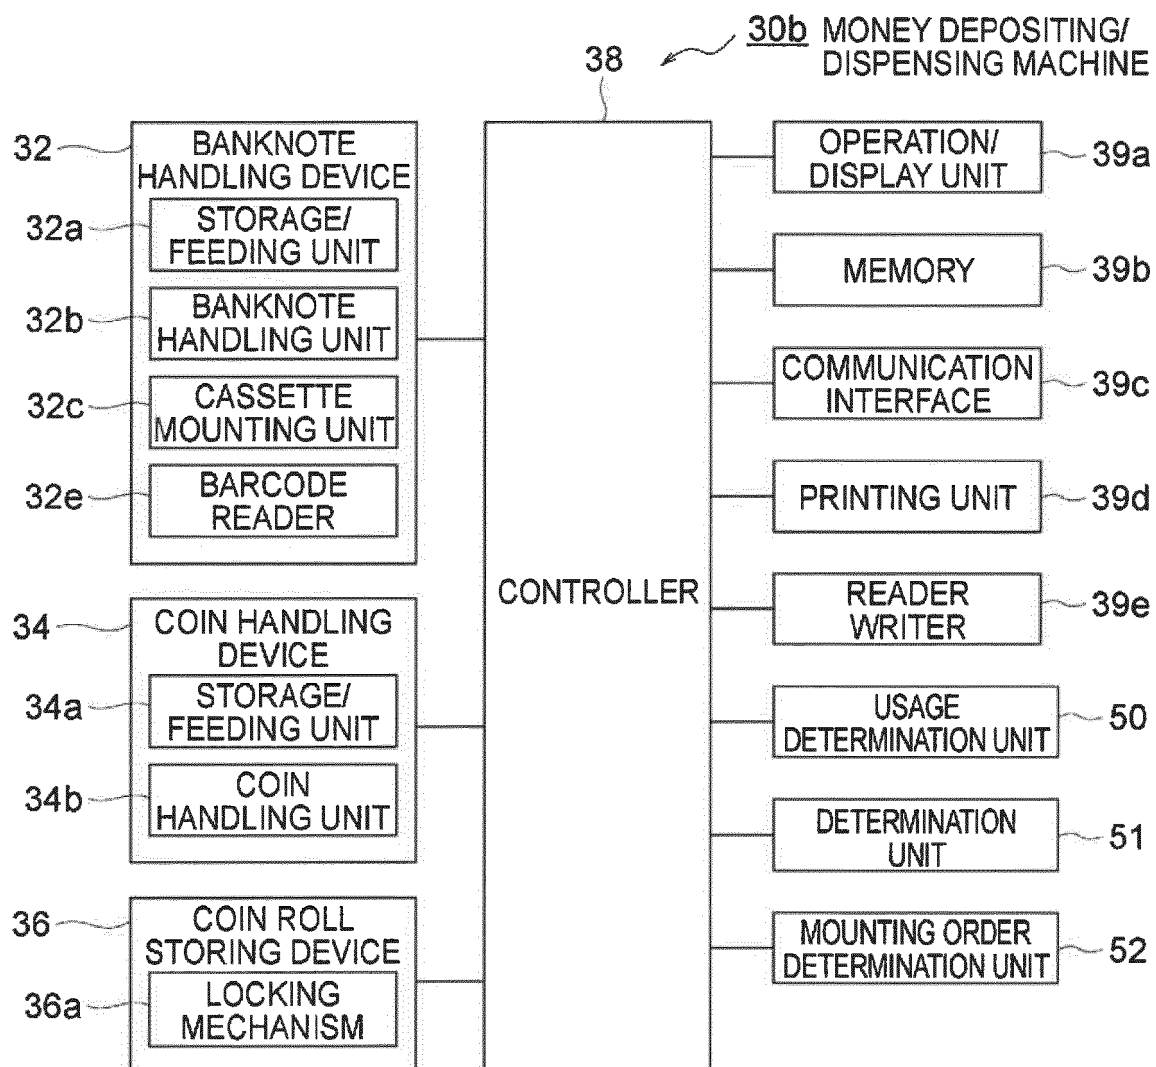 30b MONEY DEPOSITING/
DISPENSING MACHINE
38
CONTROLLER
32
BANKNOTE
HANDLING DEVICE
32a
STORAGE/
FEEDING UNIT
32b
BANKNOTE
HANDLING UNIT
32c
CASSETTE
MOUNTING UNIT
32e
BARCODE
READER
34
COIN HANDLING
DEVICE
34a
STORAGE/
FEEDING UNIT
34b
COIN
HANDLING UNIT
36
COIN ROLL
STORING DEVICE
36a
LOCKING
MECHANISM
OPERATION/
DISPLAY UNIT
39a
MEMORY
39b
COMMUNICATION
INTERFACE
39c
PRINTING UNIT
39d
READER
WRITER
39e
USAGE
DETERMINATION UNIT
50
DETERMINATION
UNIT
51
MOUNTING ORDER
DETERMINATION UNIT
52